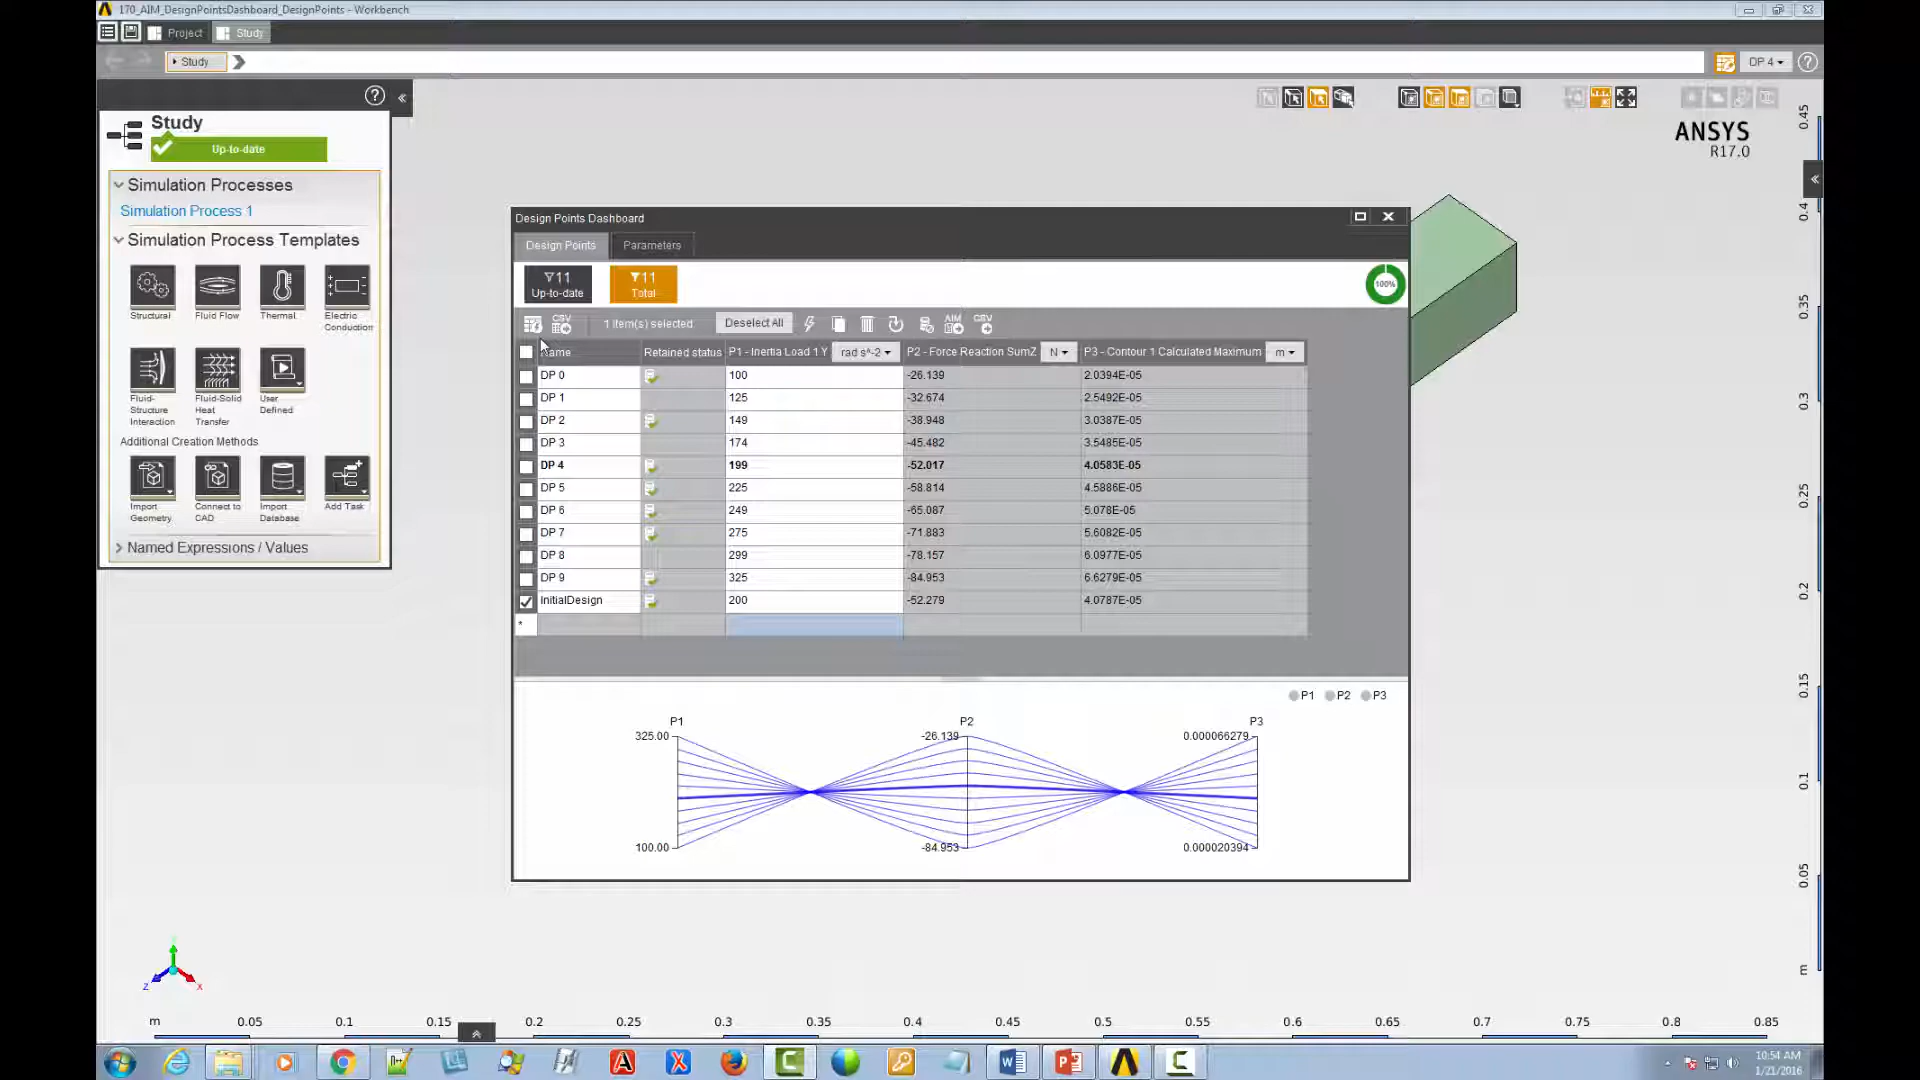 170_AIM_DesignPointsDashboard_DesignPoints - Workbench
Project Study
Study DP 4
Study
Up-to-date
Simulation Processes
Simulation Process 1
Simulation Process Templates
Structural Fluid Flow Thermal Electric Conduction
Fluid-Structure Interaction Fluid-Solid Heat Transfer User Defined
Additional Creation Methods
Import Geometry Connect to CAD Import Database Add Task
Named Expressions / Values
ANSYS
R17.0
Design Points Dashboard
Design Points Parameters
11 Up-to-date 11 Total 100%
CSV 1 item(s) selected Deselect All AIM CSV
Name Retained status P1 - Inertia Load 1 Y rad s^-2 P2 - Force Reaction SumZ N P3 - Contour 1 Calculated Maximum m
DP 0 100 -26.139 2.0394E-05
DP 1 125 -32.674 2.5492E-05
DP 2 149 -38.948 3.0387E-05
DP 3 174 -45.482 3.5485E-05
DP 4 199 -52.017 4.0583E-05
DP 5 225 -58.814 4.5886E-05
DP 6 249 -65.087 5.078E-05
DP 7 275 -71.883 5.6082E-05
DP 8 299 -78.157 6.0977E-05
DP 9 325 -84.953 6.6279E-05
InitialDesign 200 -52.279 4.0787E-05
*
P1 P2 P3
P1 P2 P3
325.00 -26.139 0.000066279
100.00 -84.953 0.000020394
0.45
0.4
0.35
0.3
0.25
0.2
0.15
0.1
0.05
m
Z X
m 0.05 0.1 0.15 0.2 0.25 0.3 0.35 0.4 0.45 0.5 0.55 0.6 0.65 0.7 0.75 0.8 0.85
10:54 AM
1/21/2016